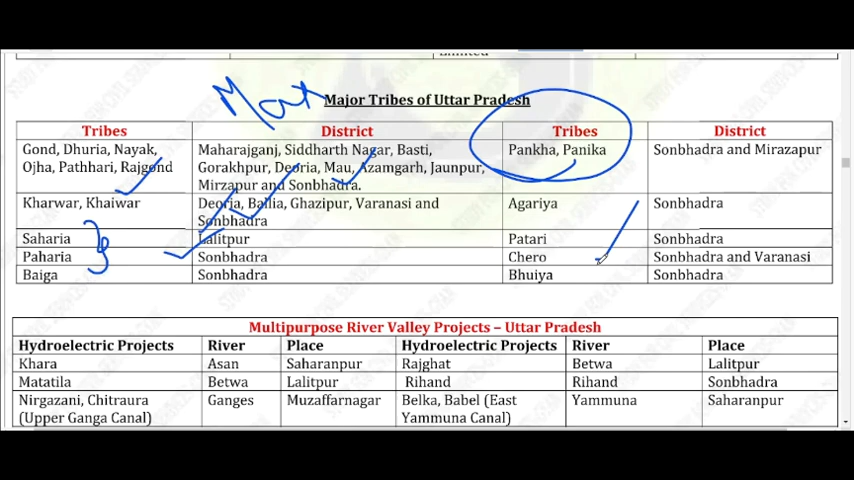 Major Tribes of Uttar Pradesh
Tribes District Tribes District
Gond, Dhuria, Nayak, Maharajganj, Siddharth Nagar, Basti, Pankha, Panika Sonbhadra and Mirazapur
Ojha, Pathhari, Rajgond Gorakhpur, Deoria, Mau, Azamgarh, Jaunpur,
Mirzapur and Sonbhadra.
Kharwar, Khaiwar Deoria, Ballia, Ghazipur, Varanasi and Agariya Sonbhadra
Sonbhadra
Saharia Lalitpur Patari Sonbhadra
Paharia Sonbhadra Chero Sonbhadra and Varanasi
Baiga Sonbhadra Bhuiya Sonbhadra
Multipurpose River Valley Projects – Uttar Pradesh
Hydroelectric Projects River Place Hydroelectric Projects River Place
Khara Asan Saharanpur Rajghat Betwa Lalitpur
Matatila Betwa Lalitpur Rihand Rihand Sonbhadra
Nirgazani, Chitraura Ganges Muzaffarnagar Belka, Babel (East Yammuna Saharanpur
(Upper Ganga Canal) Yammuna Canal)